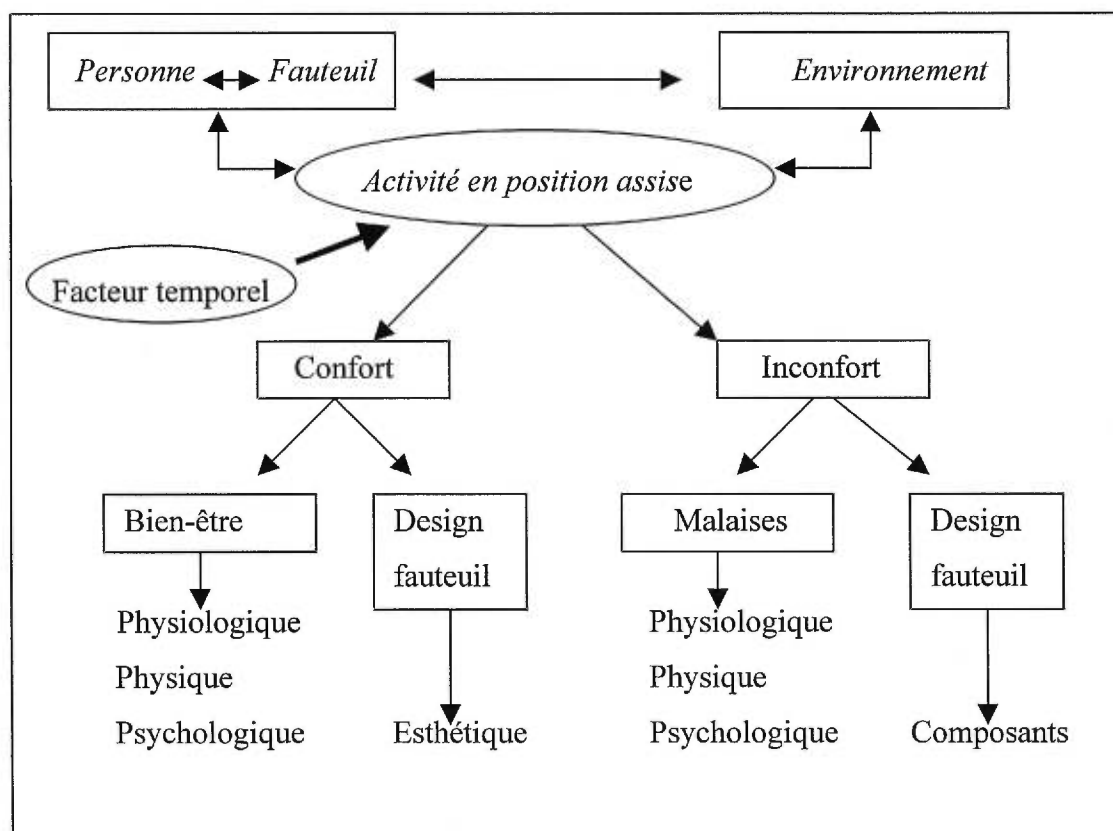 Personne Fauteuil
Environnement
Activité en position assise
Facteur temporel
Confort
Inconfort
Bien-être
Design
fauteuil
Malaises
Design
fauteuil
Physiologique
Physique
Psychologique
Esthétique
Physiologique
Physique
Psychologique
Composants